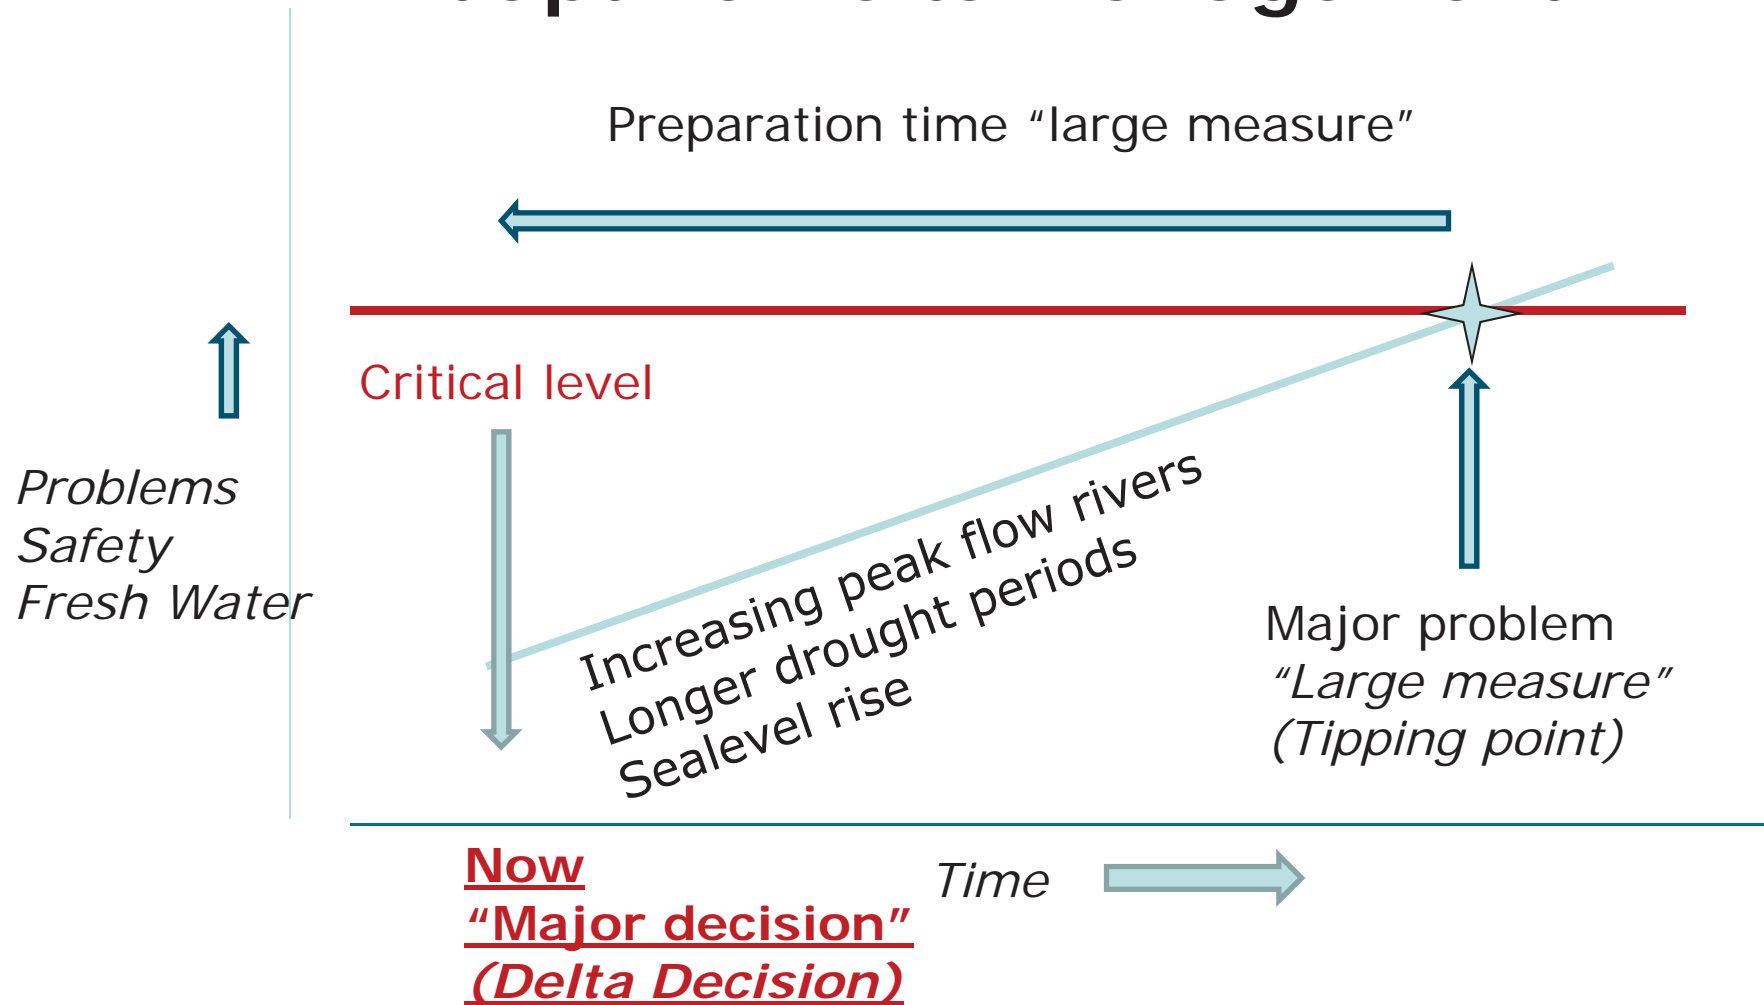 Preparation time “large measure”
Critical level
Problems
Safety
Fresh Water
Increasing peak flow rivers
Longer drought periods
Sealevel rise
Major problem
“Large measure”
(Tipping point)
Now
“Major decision”
(Delta Decision)
Time